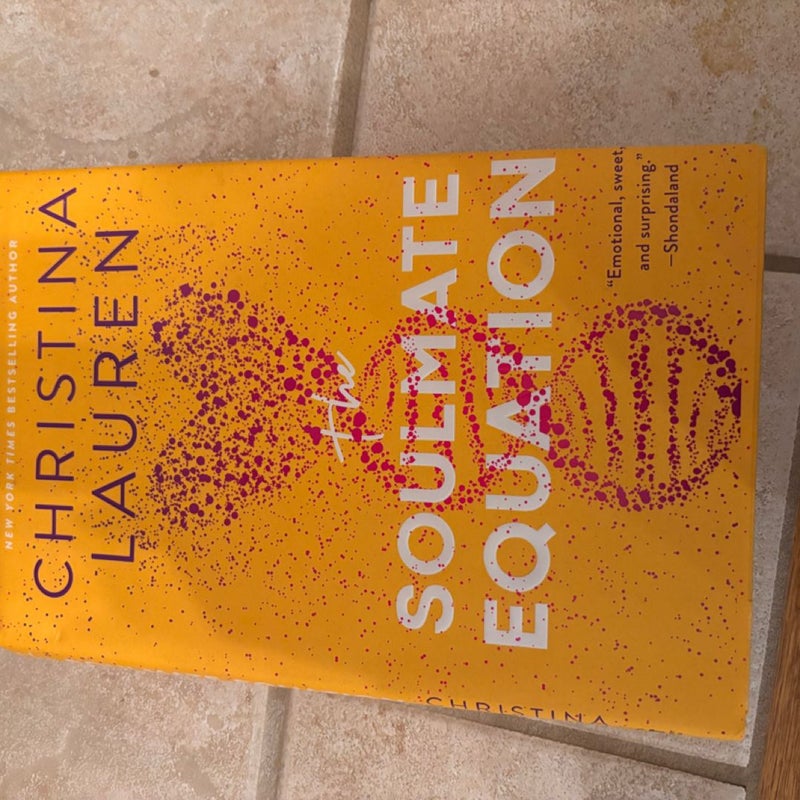 NEW YORK TIMES BESTSELLING AUTHOR
CHRISTINA
LAUREN
the
SOULMATE
EQUATION
"Emotional, sweet,
and surprising."
—Shondaland
CHRISTINA